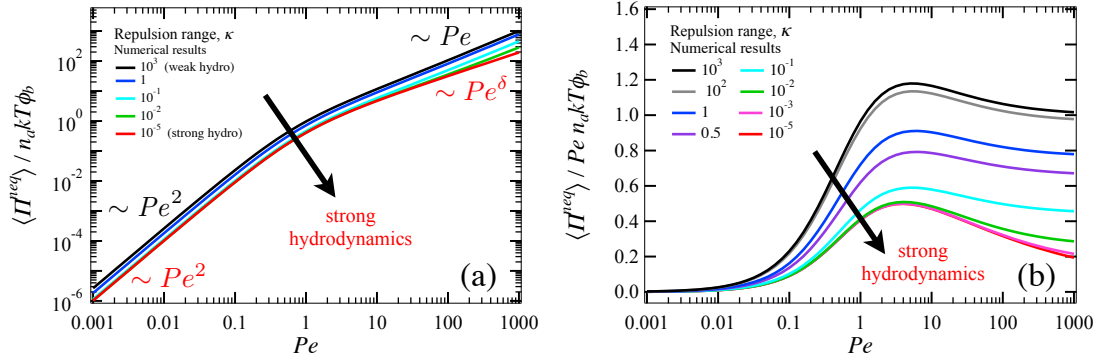 Repulsion range, κ
Numerical results
10³ (weak hydro)
1
10⁻¹
10⁻²
10⁻⁵ (strong hydro)
∼ Pe
∼ Pe^δ
∼ Pe²
∼ Pe²
strong
hydrodynamics
(a)
10²
10⁰
10⁻²
10⁻⁴
10⁻⁶
⟨Π^neq⟩ / n_a kTϕ_b
0.001 0.01 0.1 1 10 100 1000
Pe
Repulsion range, κ
Numerical results
10³ 10⁻¹
10² 10⁻²
1 10⁻³
0.5 10⁻⁵
strong
hydrodynamics
(b)
1.6
1.4
1.2
1.0
0.8
0.6
0.4
0.2
0.0
⟨Π^neq⟩ / Pe n_a kTϕ_b
0.001 0.01 0.1 1 10 100 1000
Pe